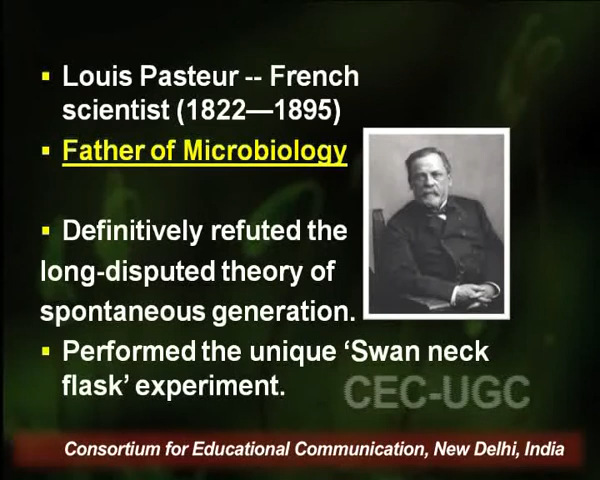 ▪ Louis Pasteur -- French
scientist (1822—1895)
▪ Father of Microbiology
▪ Definitively refuted the
long-disputed theory of
spontaneous generation.
▪ Performed the unique ‘Swan neck
flask’ experiment.
CEC-UGC
Consortium for Educational Communication, New Delhi, India